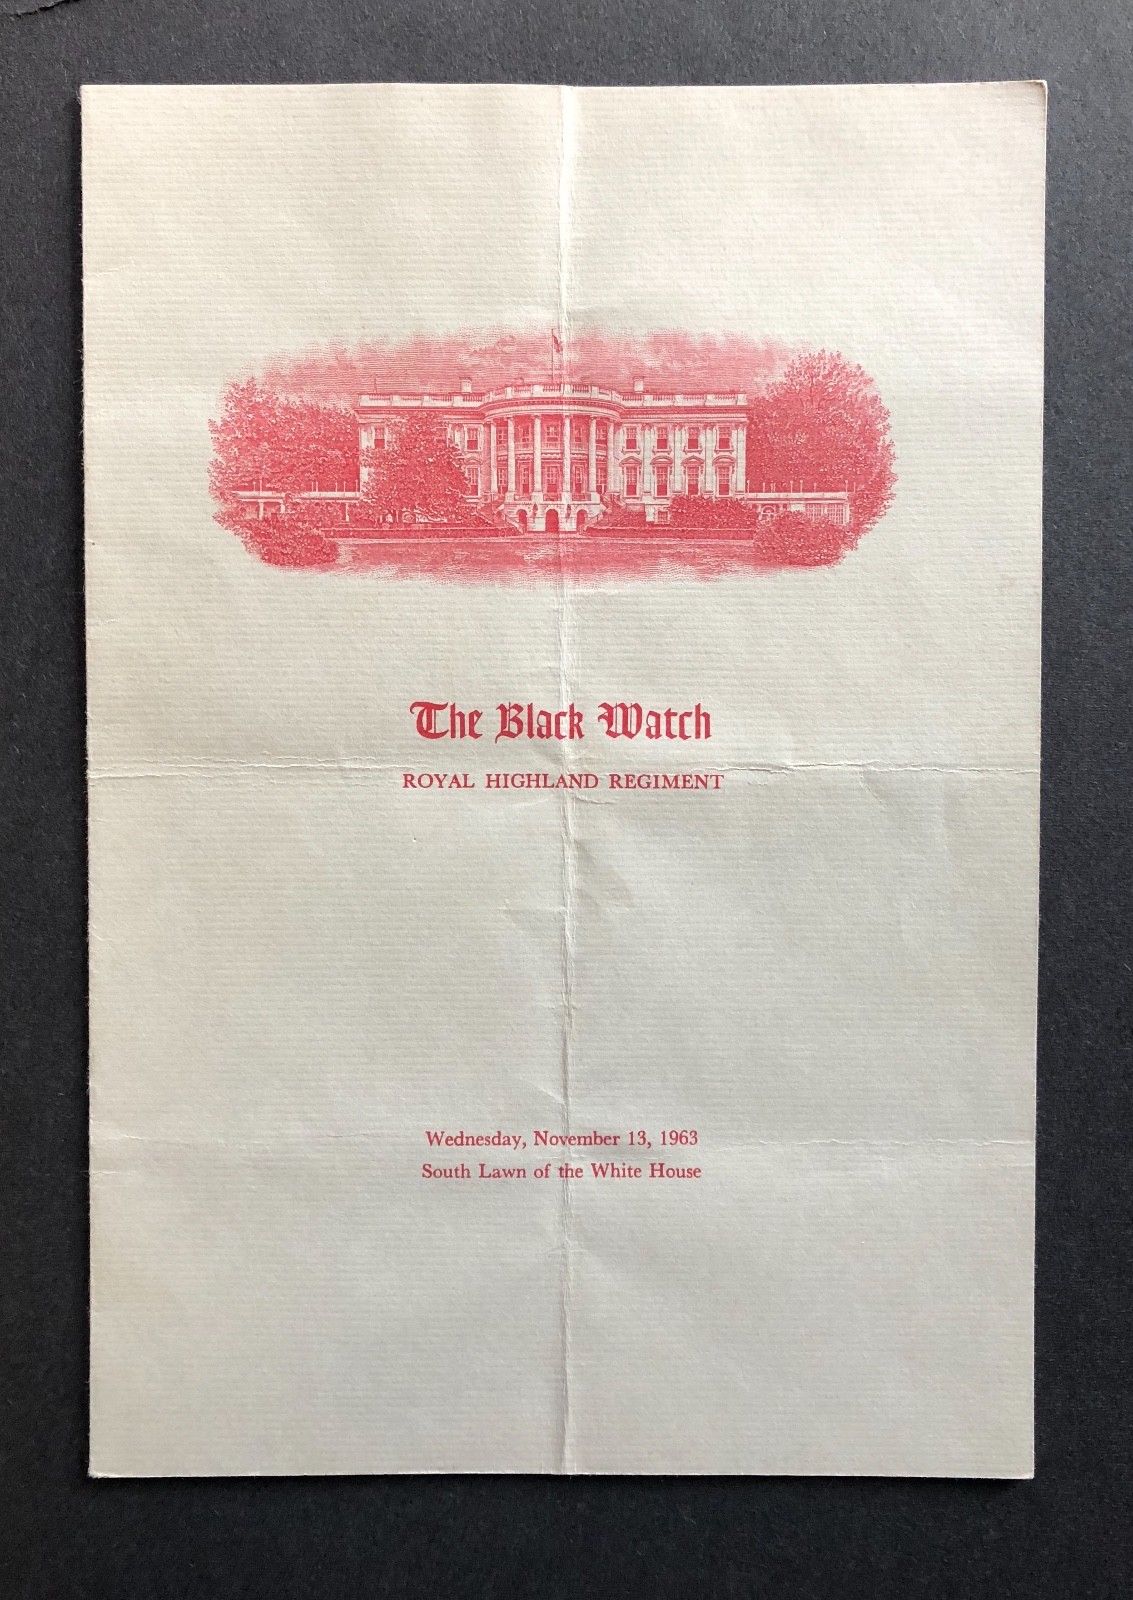 The Black Watch
ROYAL HIGHLAND REGIMENT
Wednesday, November 13, 1963
South Lawn of the White House